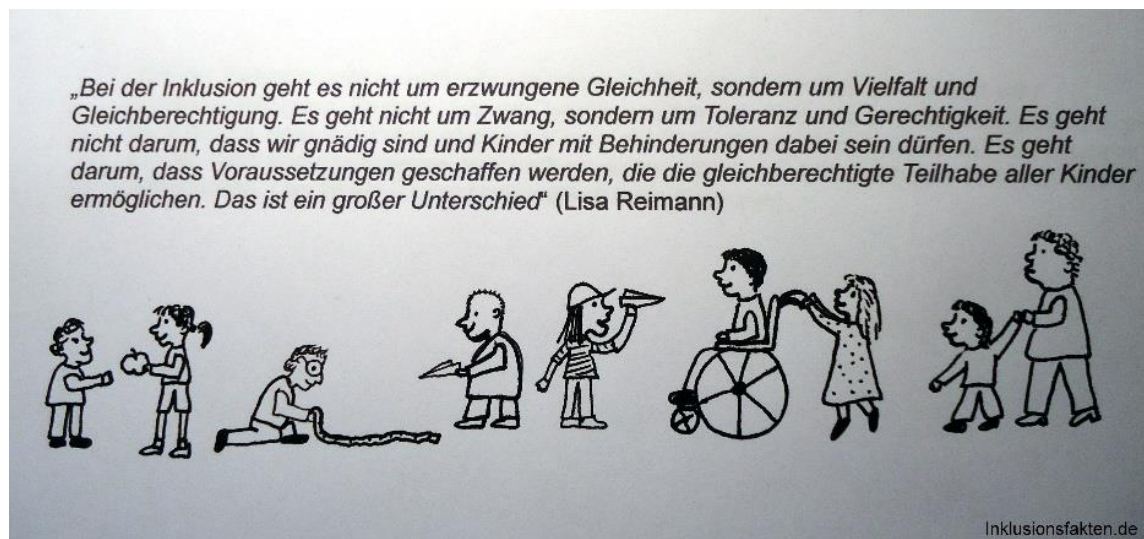 „Bei der Inklusion geht es nicht um erzwungene Gleichheit, sondern um Vielfalt und
Gleichberechtigung. Es geht nicht um Zwang, sondern um Toleranz und Gerechtigkeit. Es geht
nicht darum, dass wir gnädig sind und Kinder mit Behinderungen dabei sein dürfen. Es geht
darum, dass Voraussetzungen geschaffen werden, die die gleichberechtigte Teilhabe aller Kinder
ermöglichen. Das ist ein großer Unterschied“ (Lisa Reimann)
Inklusionsfakten.de